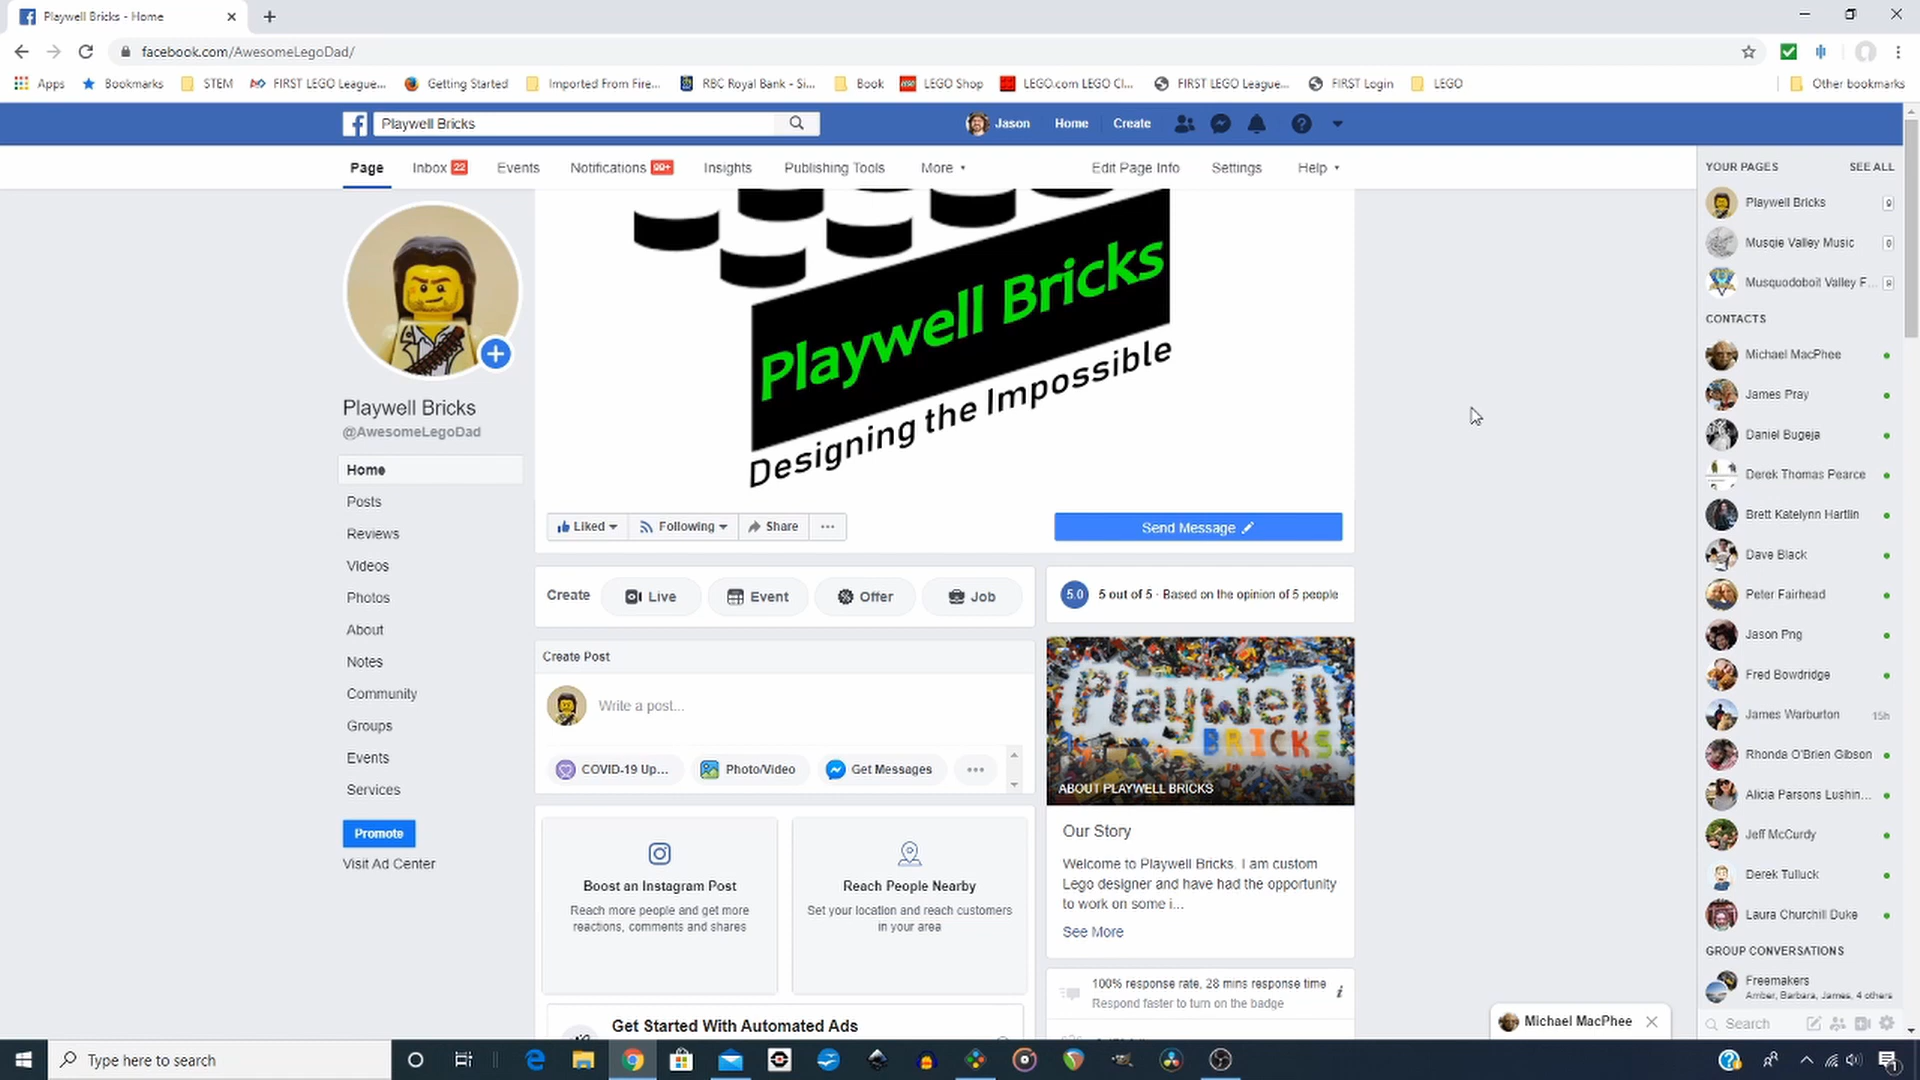 Playwell Bricks - Home
facebook.com/AwesomeLegoDad/
Apps Bookmarks STEM FIRST LEGO League... Getting Started Imported From Fire... RBC Royal Bank - Si... Book LEGO Shop LEGO.com LEGO Cl... FIRST LEGO League... FIRST Login LEGO Other bookmarks
Playwell Bricks
Jason Home Create
Page Inbox 22 Events Notifications 99+ Insights Publishing Tools More Edit Page Info Settings Help
Playwell Bricks
Designing the Impossible
Playwell Bricks
@AwesomeLegoDad
Home
Posts
Reviews
Videos
Photos
About
Notes
Community
Groups
Events
Services
Promote
Visit Ad Center
Liked Following Share ...
Send Message
Create Live Event Offer Job
Create Post
Write a post...
COVID-19 Up... Photo/Video Get Messages ...
Boost an Instagram Post
Reach more people and get more
reactions, comments and shares
Reach People Nearby
Set your location and reach customers
in your area
Get Started With Automated Ads
5.0 5 out of 5 · Based on the opinion of 5 people
Playwell
BRICKS
ABOUT PLAYWELL BRICKS
Our Story
Welcome to Playwell Bricks. I am custom
Lego designer and have had the opportunity
to work on some i...
See More
100% response rate, 28 mins response time
Respond faster to turn on the badge
YOUR PAGES SEE ALL
Playwell Bricks 9
Musqie Valley Music 0
Musquodoboit Valley F... 9
CONTACTS
Michael MacPhee
James Pray
Daniel Bugeja
Derek Thomas Pearce
Brett Katelynn Hartlin
Dave Black
Peter Fairhead
Jason Png
Fred Bowdridge
James Warburton 15h
Rhonda O'Brien Gibson
Alicia Parsons Lushin...
Jeff McCurdy
Derek Tulluck
Laura Churchill Duke
GROUP CONVERSATIONS
Freemakers
Amber, Barbara, James, 4 others
Search
Michael MacPhee
Type here to search